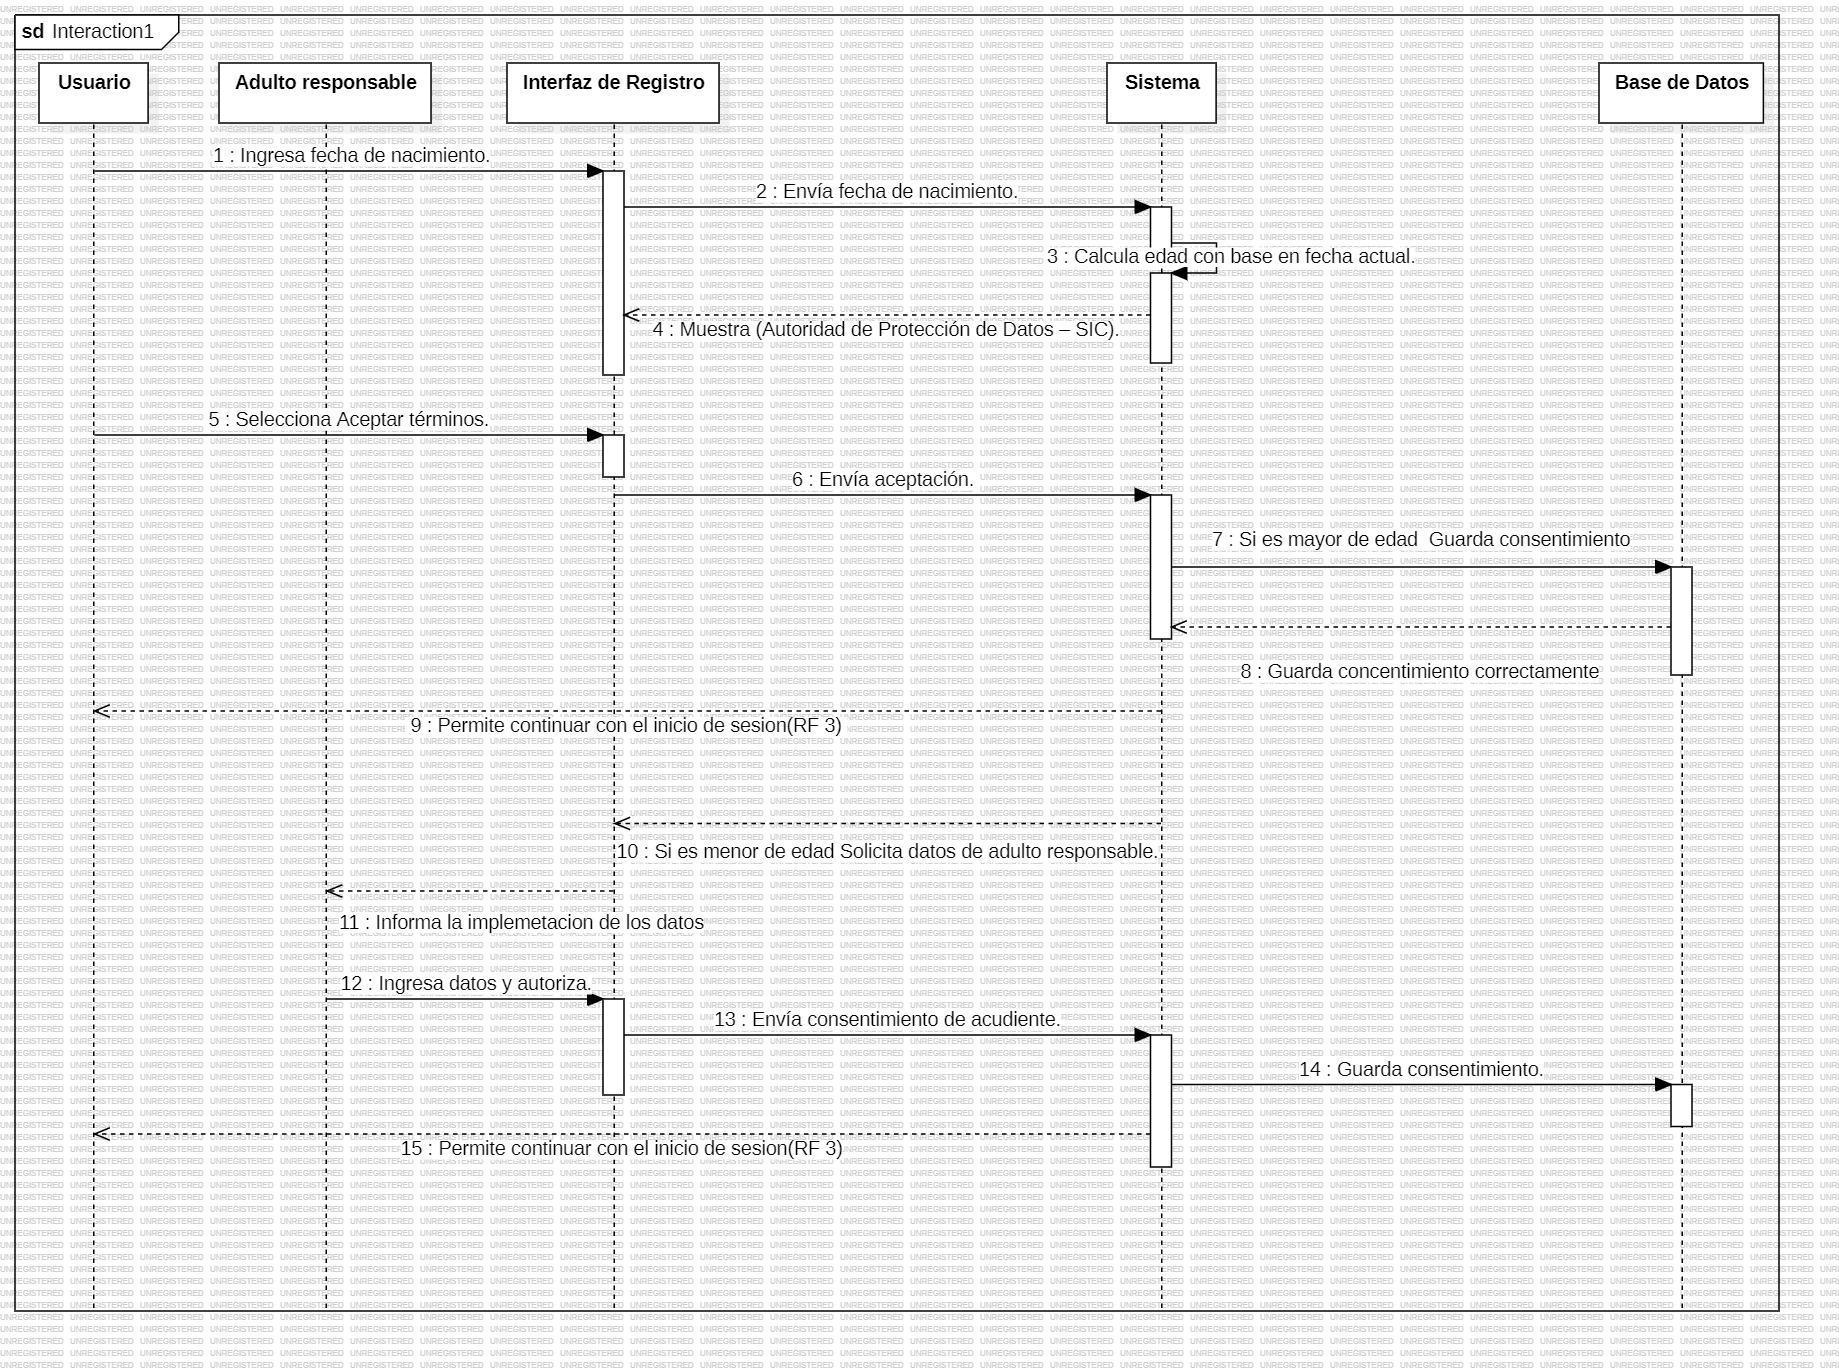 sd Interaction1
Usuario
Adulto responsable
Interfaz de Registro
Sistema
Base de Datos
1 : Ingresa fecha de nacimiento.
2 : Envía fecha de nacimiento.
3 : Calcula edad con base en fecha actual.
4 : Muestra (Autoridad de Protección de Datos – SIC).
5 : Selecciona Aceptar términos.
6 : Envía aceptación.
7 : Si es mayor de edad  Guarda consentimiento
8 : Guarda concentimiento correctamente
9 : Permite continuar con el inicio de sesion(RF 3)
10 : Si es menor de edad Solicita datos de adulto responsable.
11 : Informa la implemetacion de los datos
12 : Ingresa datos y autoriza.
13 : Envía consentimiento de acudiente.
14 : Guarda consentimiento.
15 : Permite continuar con el inicio de sesion(RF 3)
UNREGISTERED